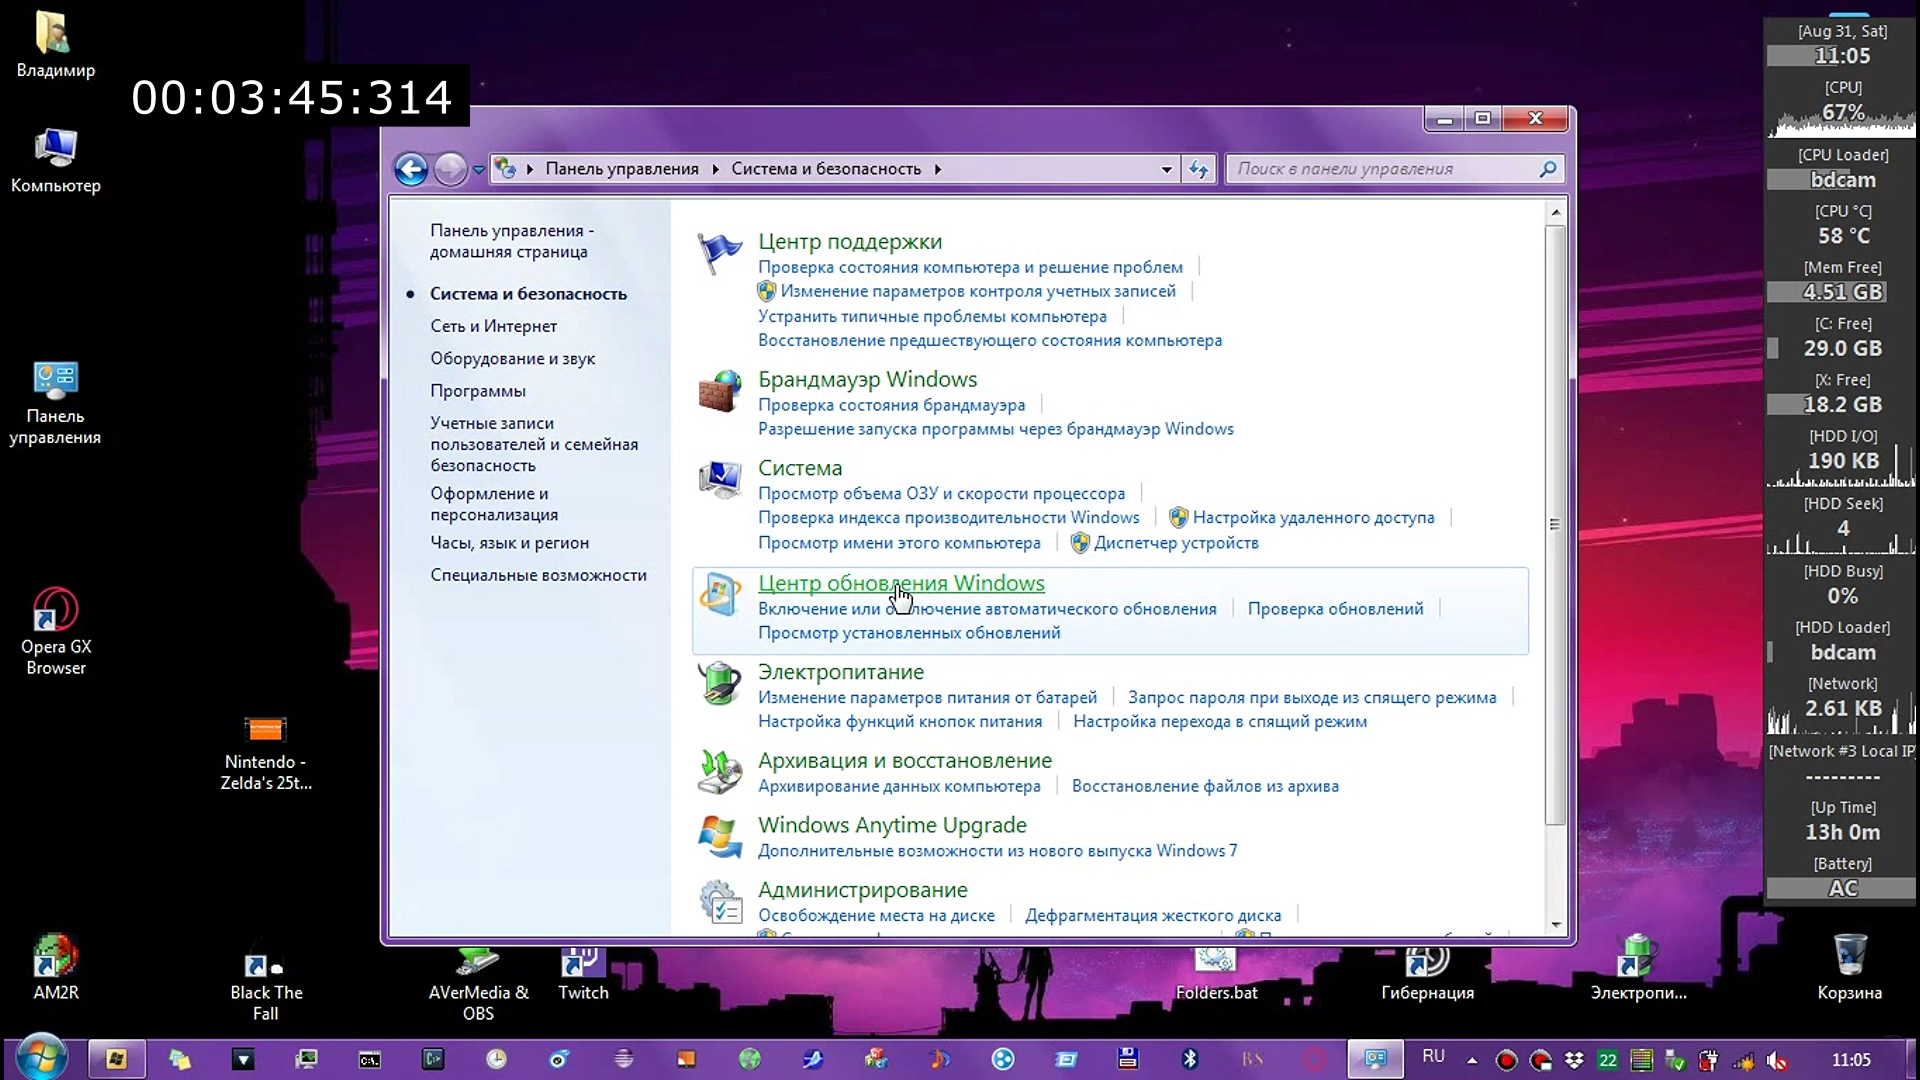 Владимир
00:03:45:314
Компьютер
Панель
управления
Opera GX
Browser
Nintendo -
Zelda's 25t...
AM2R
Black The
Fall
AVerMedia &
OBS
Twitch
Folders.bat
Гибернация
Электропи...
Корзина
Панель управления
Система и безопасность
Поиск в панели управления
Панель управления -
домашняя страница
Система и безопасность
Сеть и Интернет
Оборудование и звук
Программы
Учетные записи
пользователей и семейная
безопасность
Оформление и
персонализация
Часы, язык и регион
Специальные возможности
Центр поддержки
Проверка состояния компьютера и решение проблем
Изменение параметров контроля учетных записей
Устранить типичные проблемы компьютера
Восстановление предшествующего состояния компьютера
Брандмауэр Windows
Проверка состояния брандмауэра
Разрешение запуска программы через брандмауэр Windows
Система
Просмотр объема ОЗУ и скорости процессора
Проверка индекса производительности Windows Настройка удаленного доступа
Просмотр имени этого компьютера Диспетчер устройств
Центр обновления Windows
Включение или отключение автоматического обновления Проверка обновлений
Просмотр установленных обновлений
Электропитание
Изменение параметров питания от батарей Запрос пароля при выходе из спящего режима
Настройка функций кнопок питания Настройка перехода в спящий режим
Архивация и восстановление
Архивирование данных компьютера Восстановление файлов из архива
Windows Anytime Upgrade
Дополнительные возможности из нового выпуска Windows 7
Администрирование
Освобождение места на диске Дефрагментация жесткого диска
[Aug 31, Sat]
11:05
[CPU]
67%
[CPU Loader]
bdcam
[CPU °C]
58 °C
[Mem Free]
4.51 GB
[C: Free]
29.0 GB
[X: Free]
18.2 GB
[HDD I/O]
190 KB
[HDD Seek]
4
[HDD Busy]
0%
[HDD Loader]
bdcam
[Network]
2.61 KB
[Network #3 Local IP
---------
[Up Time]
13h 0m
[Battery]
AC
BS
RU
22
11:05